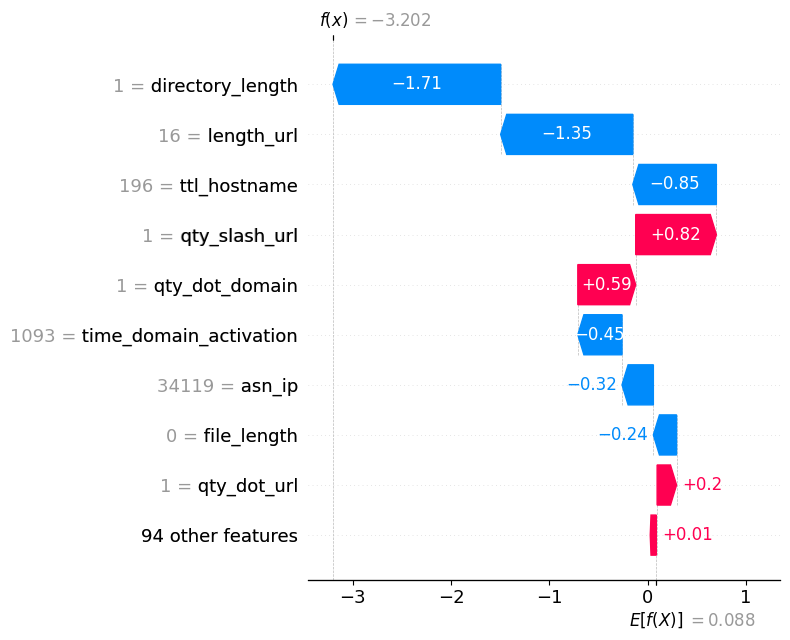 f(x) = −3.202
1 = directory_length
−1.71
16 = length_url
−1.35
196 = ttl_hostname
−0.85
1 = qty_slash_url
+0.82
1 = qty_dot_domain
+0.59
1093 = time_domain_activation
−0.45
34119 = asn_ip
−0.32
0 = file_length
−0.24
1 = qty_dot_url
+0.2
94 other features
+0.01
−3 −2 −1 0 1
E[f(X)] = 0.088